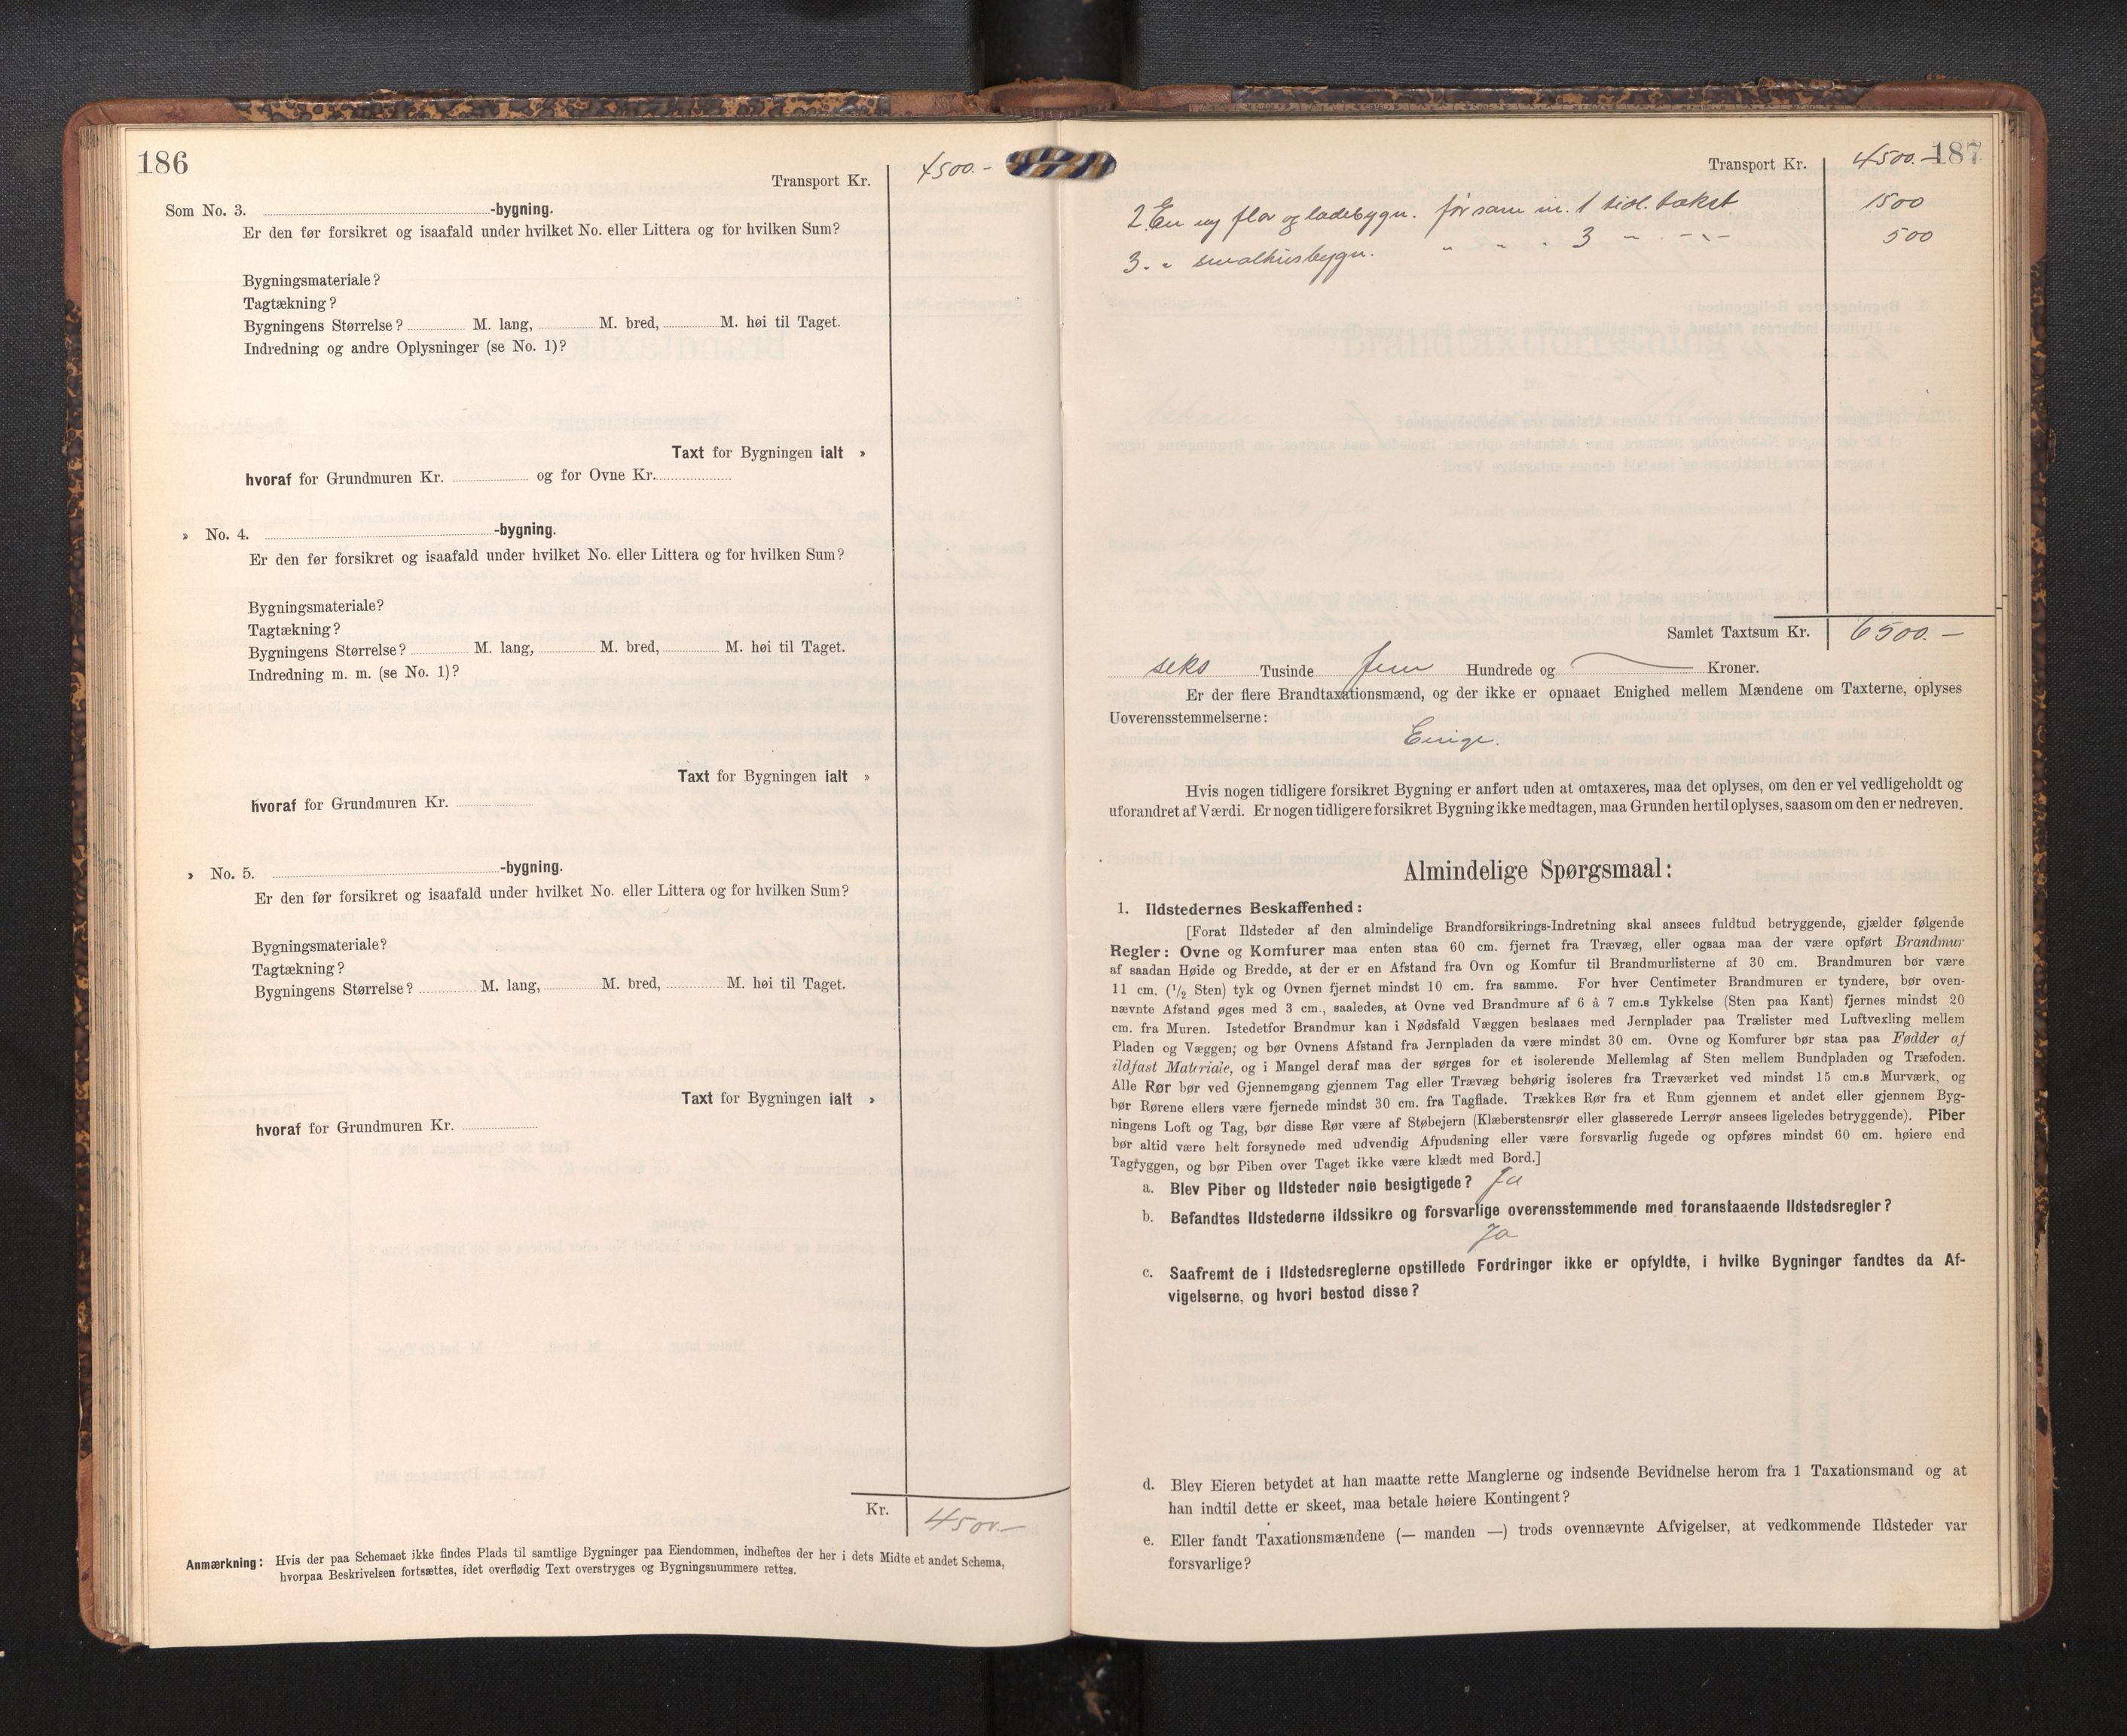 186
Transport Kr. 4500.-
Som No. 3. -bygning.
Er den før forsikret og isaafald under hvilket No. eller Littera og for hvilken Sum?
Bygningsmateriale?
Tagtækning?
Bygningens Størrelse? M. lang, M. bred, M. høi til Taget.
Indredning og andre Oplysninger (se No. 1)?
Taxt for Bygningen ialt »
hvoraf for Grundmuren Kr. og for Ovne Kr.
» No. 4. -bygning.
Er den før forsikret og isaafald under hvilket No. eller Littera og for hvilken Sum?
Bygningsmateriale?
Tagtækning?
Bygningens Størrelse? M. lang, M. bred, M. høi til Taget.
Indredning m. m. (se No. 1)?
Taxt for Bygningen ialt »
hvoraf for Grundmuren Kr.
» No. 5. -bygning.
Er den før forsikret og isaafald under hvilket No. eller Littera og for hvilken Sum?
Bygningsmateriale?
Tagtækning?
Bygningens Størrelse? M. lang, M. bred, M. høi til Taget.
Taxt for Bygningen ialt »
hvoraf for Grundmuren Kr.
Kr. 4500.-
Anmærkning: Hvis der paa Schemaet ikke findes Plads til samtlige Bygninger paa Eiendommen, indheftes der her i dets Midte et andet Schema,
hvorpaa Beskrivelsen fortsættes, idet overflødig Text overstryges og Bygningsnummere rettes.
187
Transport Kr. 4500.-
2. En ny flor og ladebygn. før sam m. 1 tidl. takst 1500
3. " smalhusbygn. " " " 3 " " " 500
Samlet Taxtsum Kr. 6500.-
seks Tusinde fem Hundrede og — Kroner.
Er der flere Brandtaxationsmænd, og der ikke er opnaaet Enighed mellem Mændene om Taxterne, oplyses
Uoverensstemmelserne:
Enige.
Hvis nogen tidligere forsikret Bygning er anført uden at omtaxeres, maa det oplyses, om den er vel vedligeholdt og
uforandret af Værdi. Er nogen tidligere forsikret Bygning ikke medtagen, maa Grunden hertil oplyses, saasom om den er nedreven.
Almindelige Spørgsmaal:
1. Ildstedernes Beskaffenhed:
[Forat Ildsteder af den almindelige Brandforsikrings-Indretning skal ansees fuldtud betryggende, gjælder følgende
Regler: Ovne og Komfurer maa enten staa 60 cm. fjernet fra Trævæg, eller ogsaa maa der være opført Brandmur
af saadan Høide og Bredde, at der er en Afstand fra Ovn og Komfur til Brandmurlisterne af 30 cm. Brandmuren bør være
11 cm. (1/2 Sten) tyk og Ovnen fjernet mindst 10 cm. fra samme. For hver Centimeter Brandmuren er tyndere, bør oven-
nævnte Afstand øges med 3 cm., saaledes, at Ovne ved Brandmure af 6 à 7 cm.s Tykkelse (Sten paa Kant) fjernes mindst 20
cm. fra Muren. Istedetfor Brandmur kan i Nødsfald Væggen beslaaes med Jernplader paa Trælister med Luftvexling mellem
Pladen og Væggen; og bør Ovnens Afstand fra Jernpladen da være mindst 30 cm. Ovne og Komfurer bør staa paa Fødder af
ildfast Materiale, og i Mangel deraf maa der sørges for et isolerende Mellemlag af Sten mellem Bundpladen og Træfoden.
Alle Rør bør ved Gjennemgang gjennem Tag eller Trævæg behørig isoleres fra Træværket ved mindst 15 cm.s Murværk, og
bør Rørene ellers være fjernede mindst 30 cm. fra Tagflade. Trækkes Rør fra et Rum gjennem et andet eller gjennem Byg-
ningens Loft og Tag, bør disse Rør være af Støbejern (Klæberstensrør eller glasserede Lerrør ansees ligeledes betryggende). Piber
bør altid være helt forsynede med udvendig Afpudsning eller være forsvarlig fugede og opføres mindst 60 cm. høiere end
Tagryggen, og bør Piben over Taget ikke være klædt med Bord.]
a. Blev Piber og Ildsteder nøie besigtigede? Ja
b. Befandtes Ildstederne ildssikre og forsvarlige overensstemmende med foranstaaende Ildstedsregler?
Ja
c. Saafremt de i Ildstedsreglerne opstillede Fordringer ikke er opfyldte, i hvilke Bygninger fandtes da Af-
vigelserne, og hvori bestod disse?
d. Blev Eieren betydet at han maatte rette Manglerne og indsende Bevidnelse herom fra 1 Taxationsmand og at
han indtil dette er skeet, maa betale høiere Kontingent?
e. Eller fandt Taxationsmændene (— manden —) trods ovennævnte Afvigelser, at vedkommende Ildsteder var
forsvarlige?